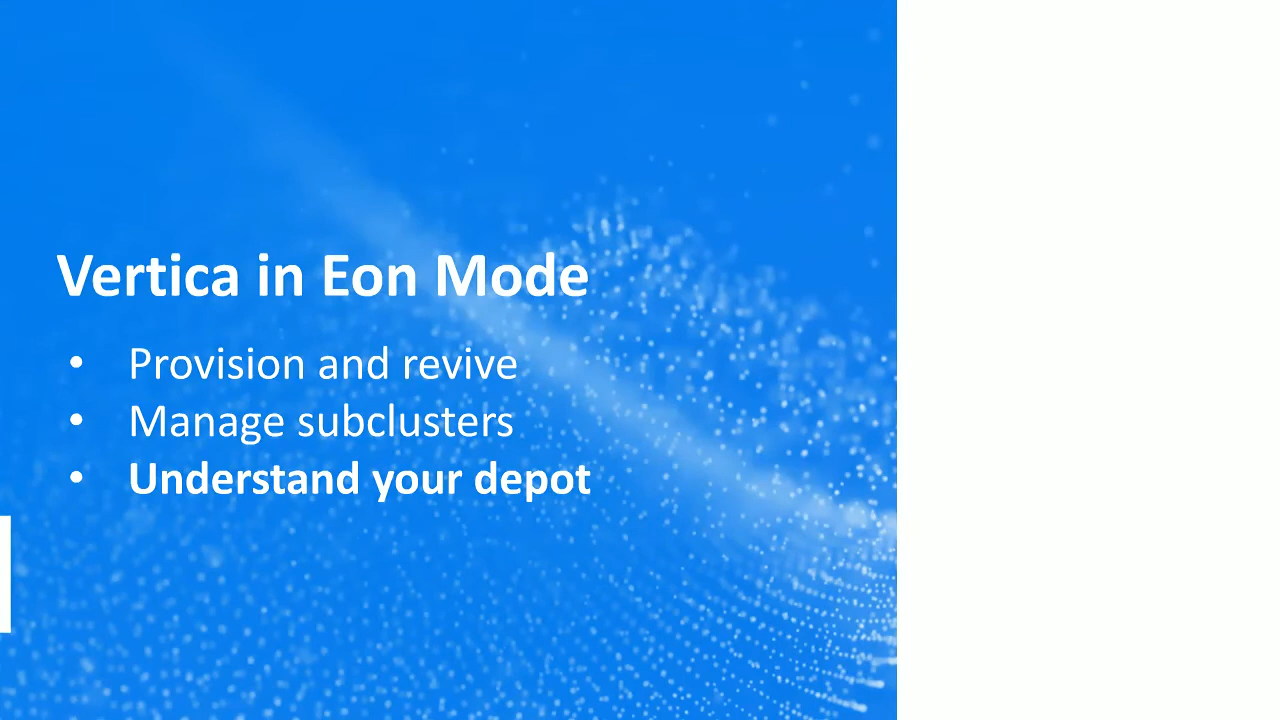 Vertica in Eon Mode
• Provision and revive
• Manage subclusters
• Understand your depot